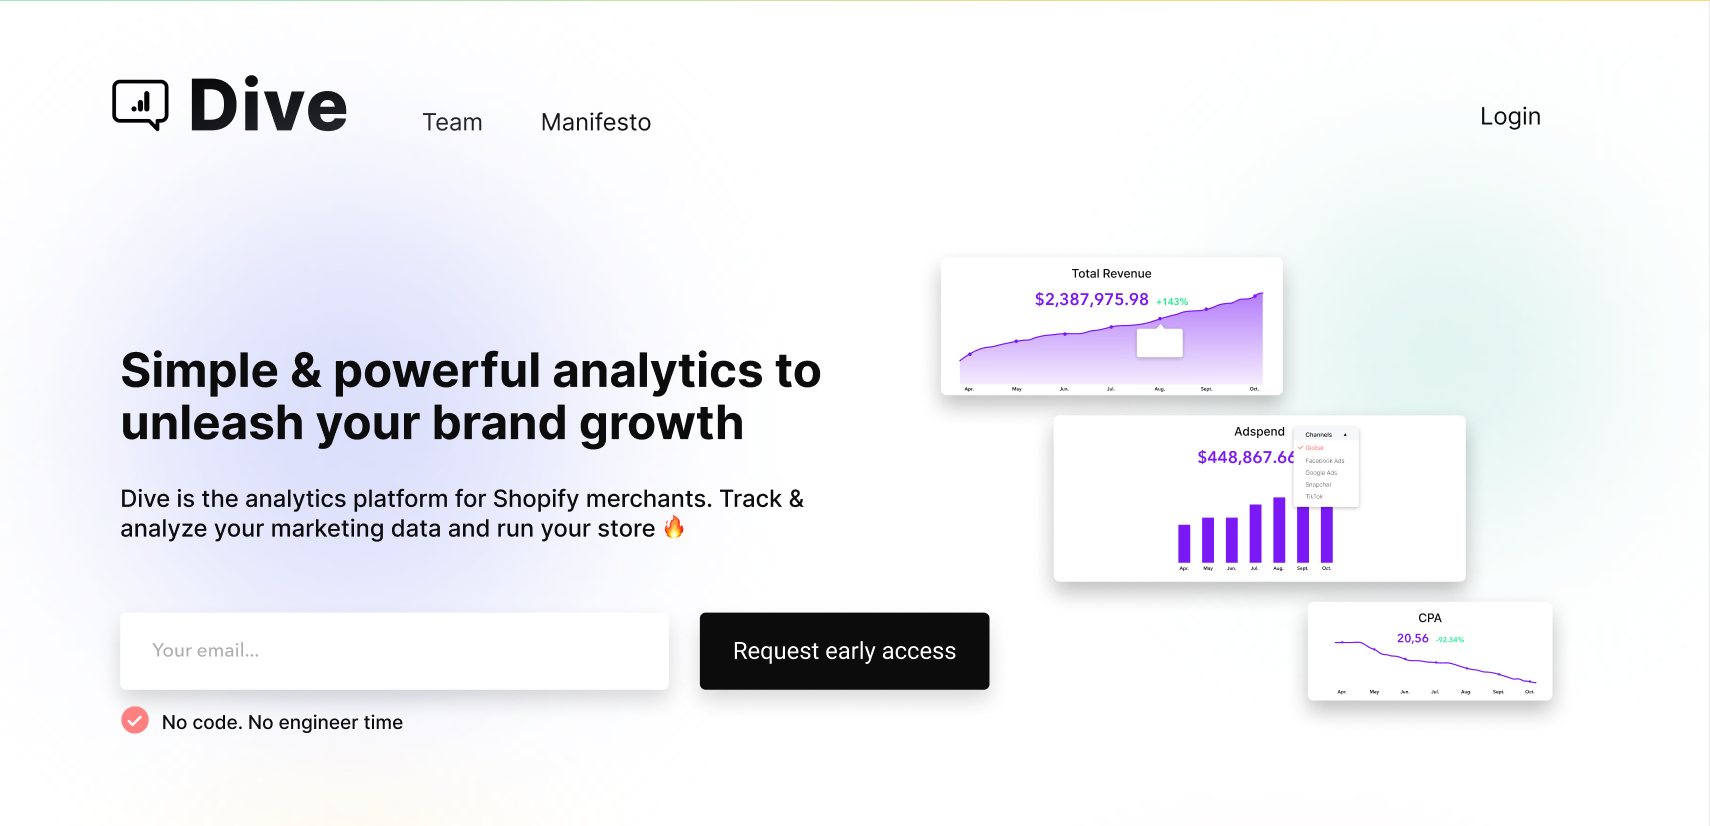 Dive
Team
Manifesto
Login
Simple & powerful analytics to
unleash your brand growth
Dive is the analytics platform for Shopify merchants. Track &
analyze your marketing data and run your store 🔥
Your email...
Request early access
No code. No engineer time
Total Revenue
$2,387,975.98 +143%
Apr. May Jun. Jul. Aug. Sept. Oct.
Adspend
$448,867.66
Channels
Global
Facebook Ads
Google Ads
Snapchat
TikTok
Apr. May Jun. Jul. Aug. Sept. Oct.
CPA
20,56 -92.34%
Apr. May Jun. Jul. Aug. Sept. Oct.